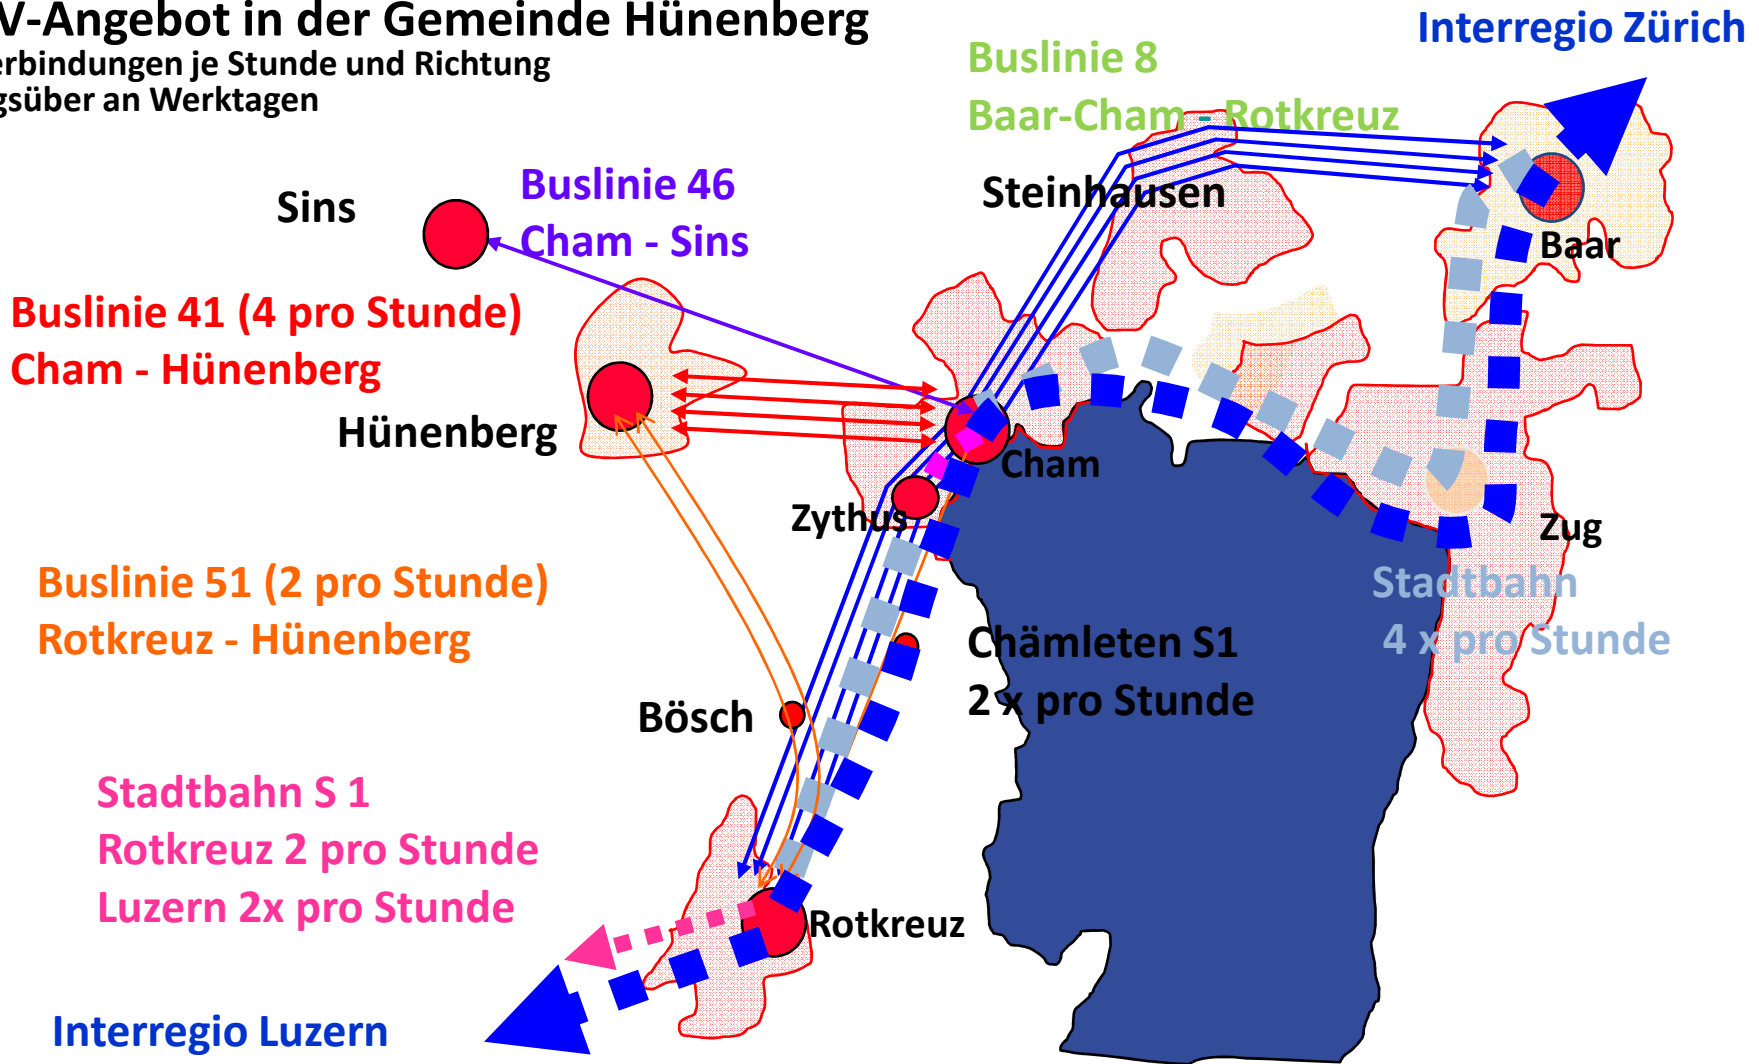 V-Angebot in der Gemeinde Hünenberg
erbindungen je Stunde und Richtung
gsüber an Werktagen
Interregio Zürich
Buslinie 8
Baar-Cham - Rotkreuz
Buslinie 46
Cham - Sins
Sins
Steinhausen
Baar
Buslinie 41 (4 pro Stunde)
Cham - Hünenberg
Hünenberg
Cham
Zythus
Zug
Buslinie 51 (2 pro Stunde)
Rotkreuz - Hünenberg
Stadtbahn
4 x pro Stunde
Chämleten S1
2 x pro Stunde
Bösch
Stadtbahn S 1
Rotkreuz 2 pro Stunde
Luzern 2x pro Stunde
Rotkreuz
Interregio Luzern